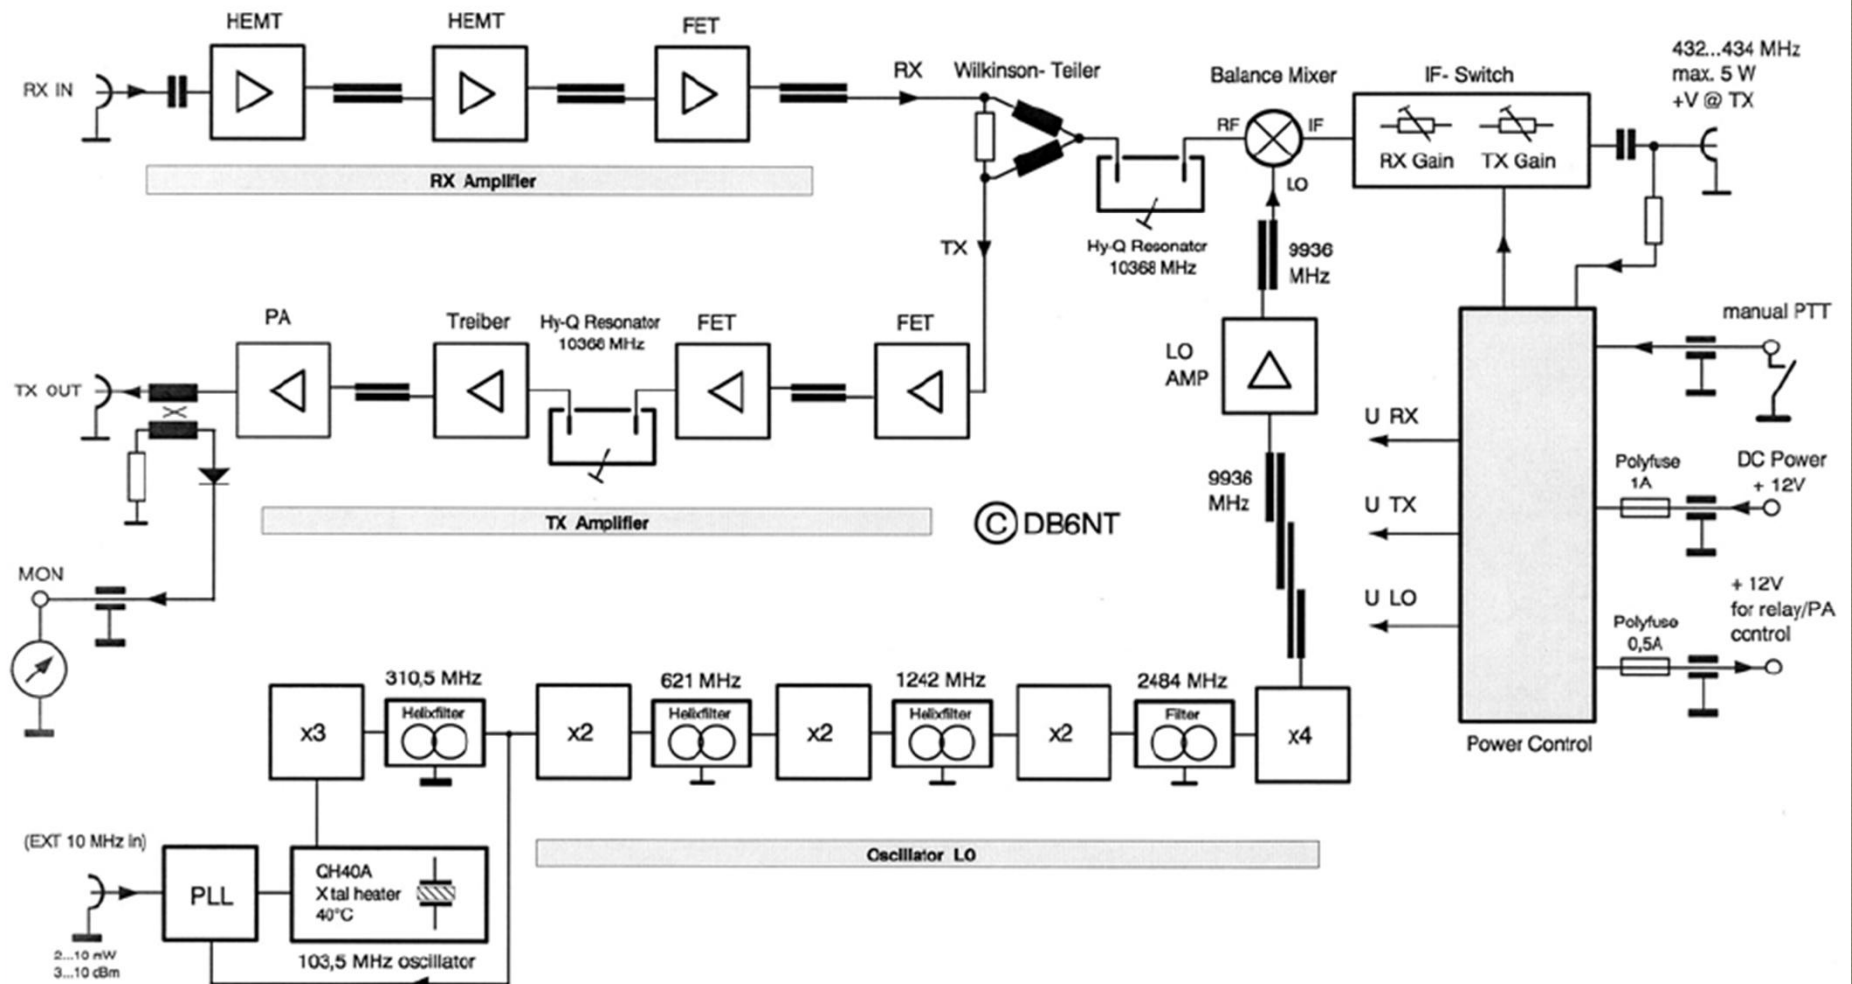 HEMT
HEMT
FET
RX IN
RX
Wilkinson- Teiler
Balance Mixer
IF- Switch
432...434 MHz
max. 5 W
+V @ TX
RF
IF
RX Gain
TX Gain
LO
RX Amplifier
TX
Hy-Q Resonator
10368 MHz
9936
MHz
PA
Treiber
Hy-Q Resonator
10368 MHz
FET
FET
TX OUT
LO
AMP
manual PTT
U RX
Polyfuse
1A
DC Power
+ 12V
9936
MHz
U TX
TX Amplifier
© DB6NT
MON
U LO
+ 12V
for relay/PA
control
Polyfuse
0,5A
310,5 MHz
621 MHz
1242 MHz
2484 MHz
x3
Helixfilter
x2
Helixfilter
x2
Helixfilter
x2
Filter
x4
Power Control
(EXT 10 MHz in)
PLL
QH40A
Xtal heater
40°C
Oscillator LO
2...10 mW
3...10 dBm
103,5 MHz oscillator